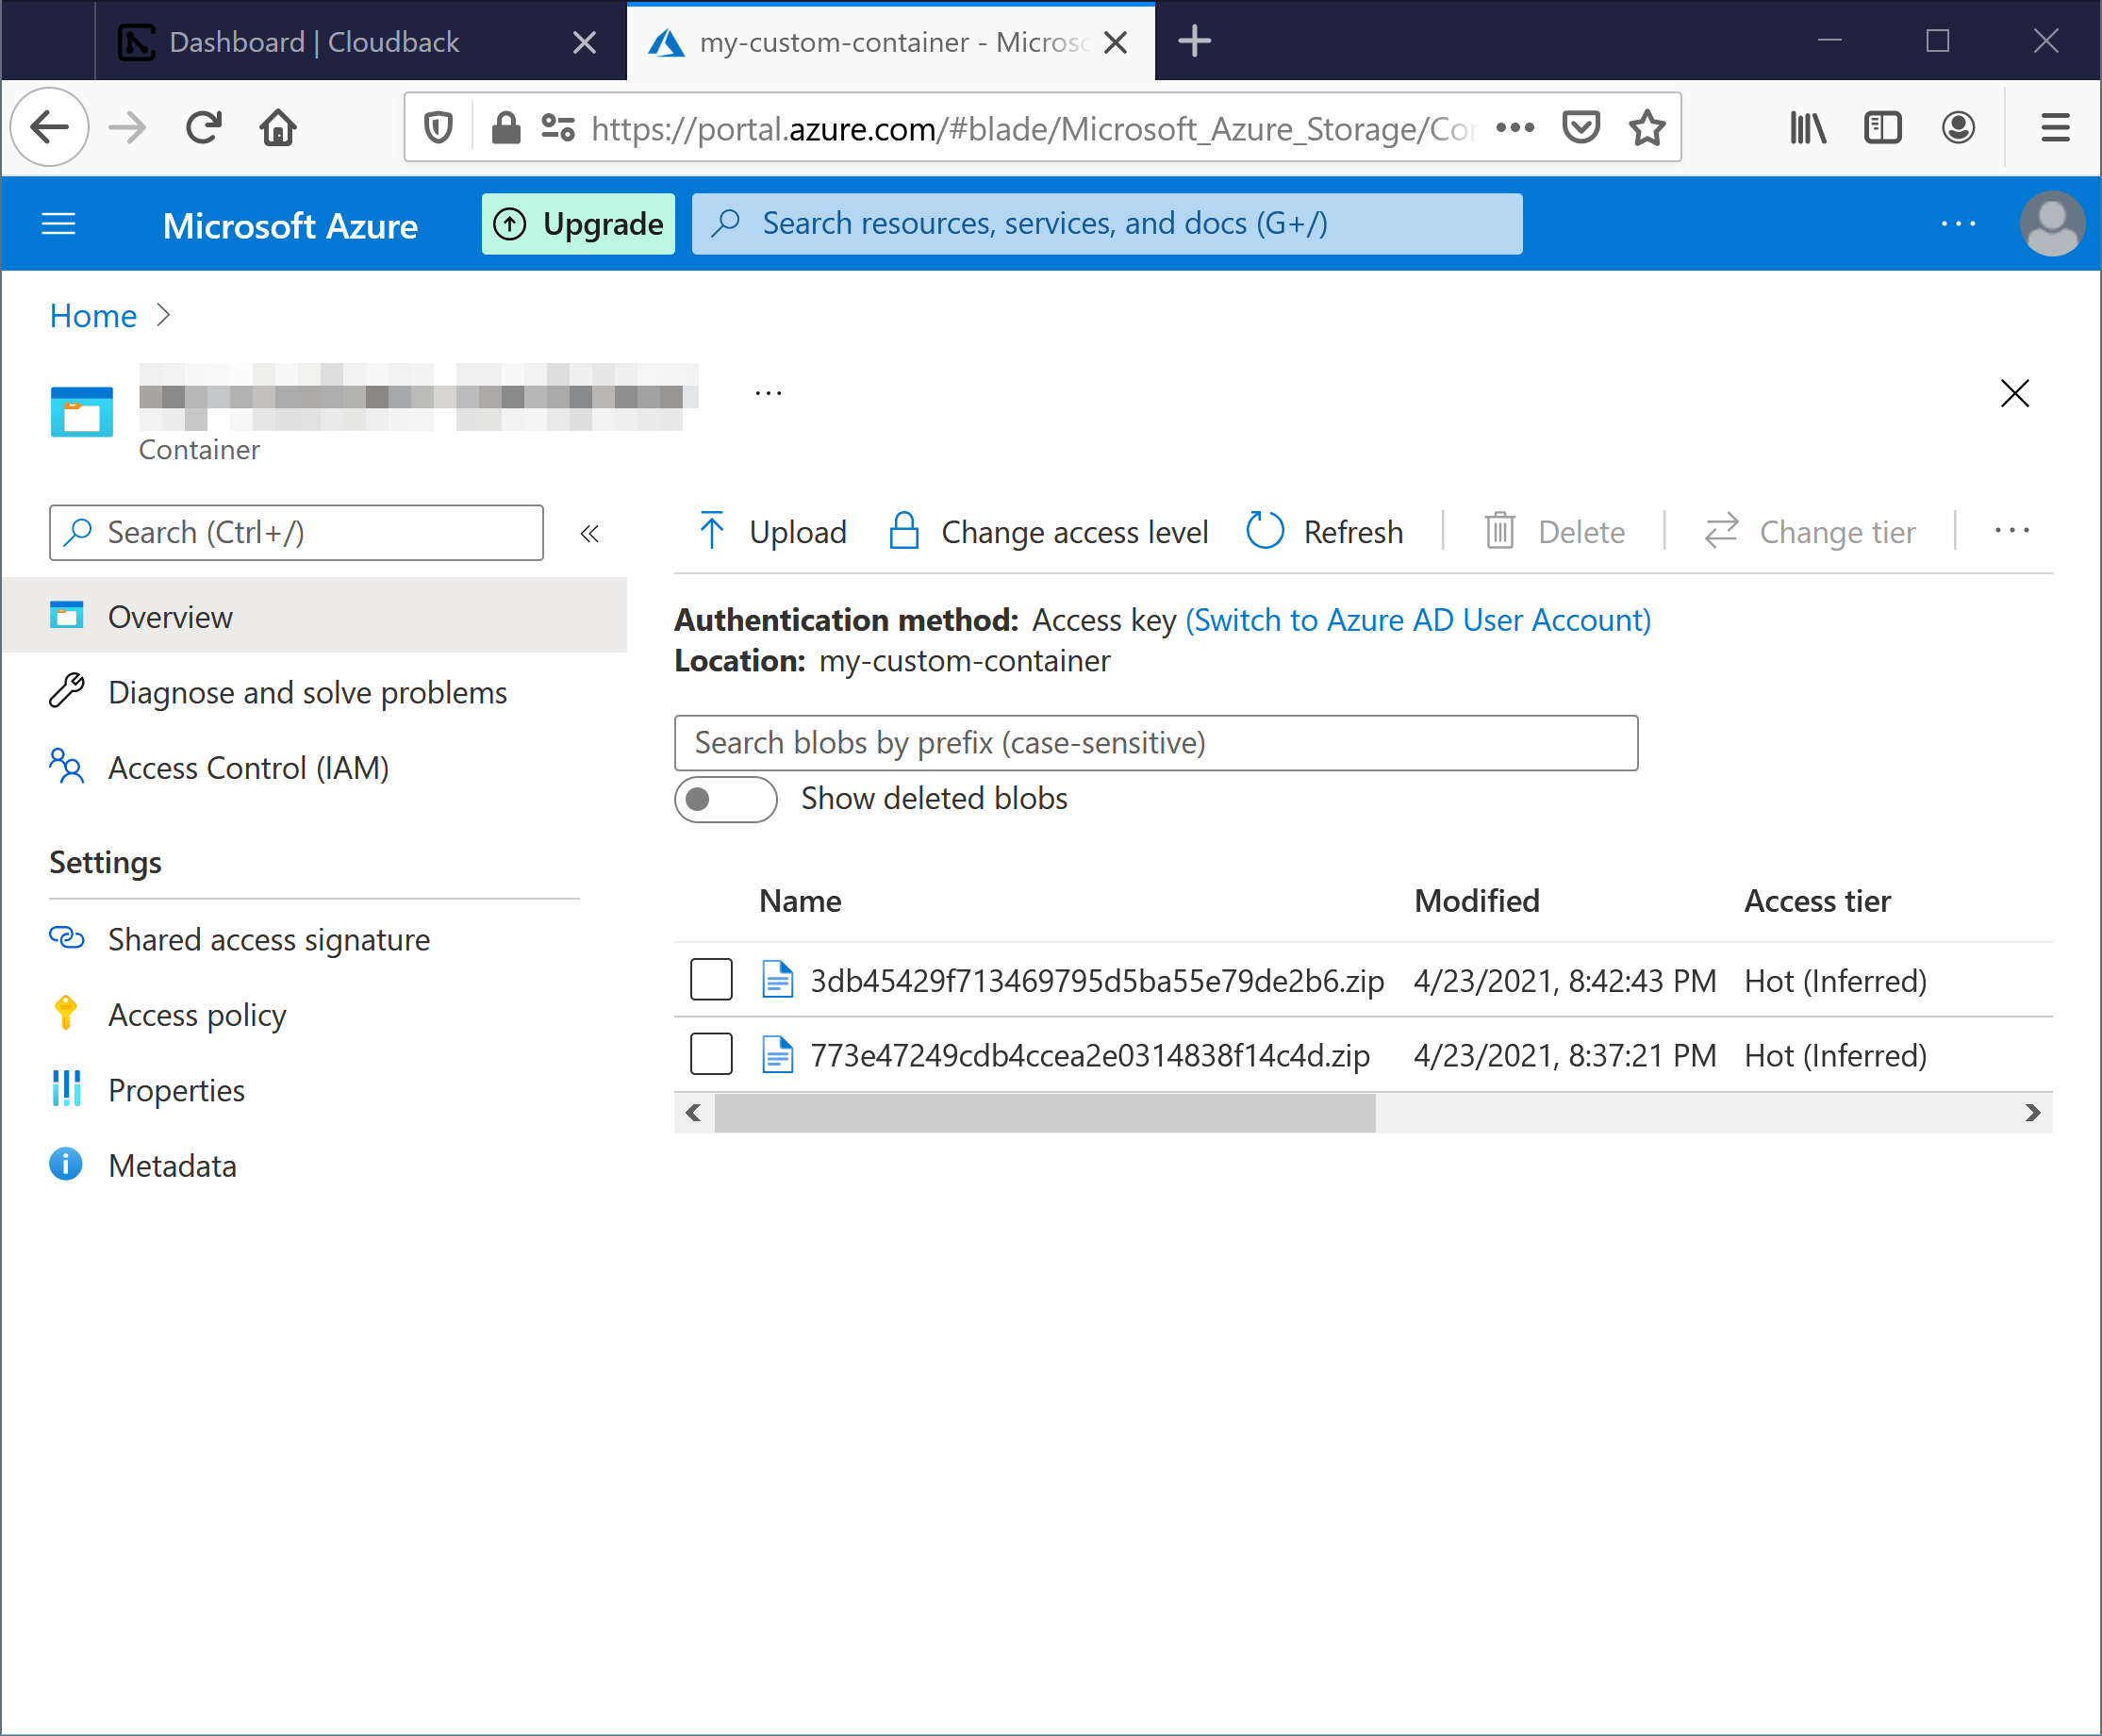 Dashboard | Cloudback
my-custom-container - Micros
https://portal.azure.com/#blade/Microsoft_Azure_Storage/Cor
Microsoft Azure
Upgrade
Search resources, services, and docs (G+/)
Home
Container
Search (Ctrl+/)
Overview
Diagnose and solve problems
Access Control (IAM)
Settings
Shared access signature
Access policy
Properties
Metadata
Upload Change access level Refresh Delete Change tier
Authentication method: Access key (Switch to Azure AD User Account)
Location: my-custom-container
Search blobs by prefix (case-sensitive)
Show deleted blobs
Name Modified Access tier
3db45429f713469795d5ba55e79de2b6.zip 4/23/2021, 8:42:43 PM Hot (Inferred)
773e47249cdb4ccea2e0314838f14c4d.zip 4/23/2021, 8:37:21 PM Hot (Inferred)